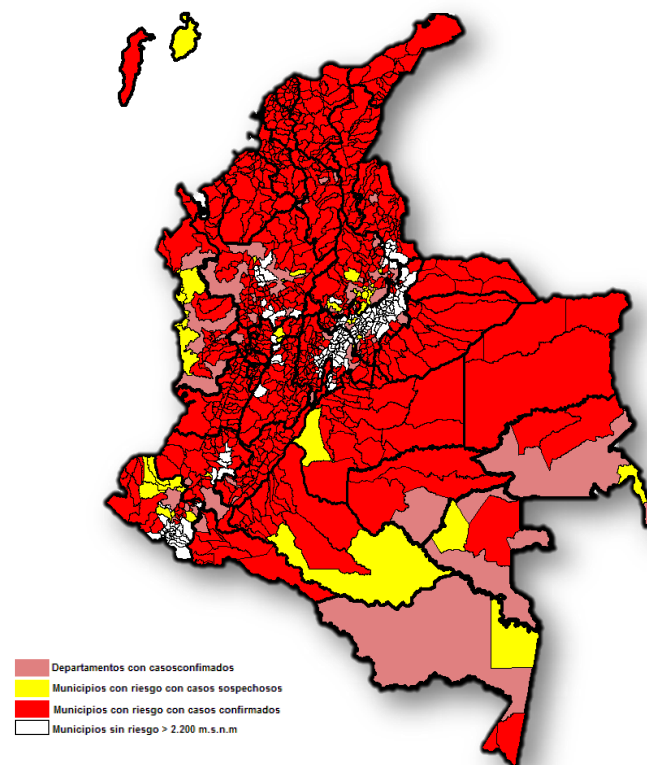 Departamentos con casosconfimados
Municipios con riesgo con casos sospechosos
Municipios con riesgo con casos confirmados
Municipios sin riesgo > 2.200 m.s.n.m